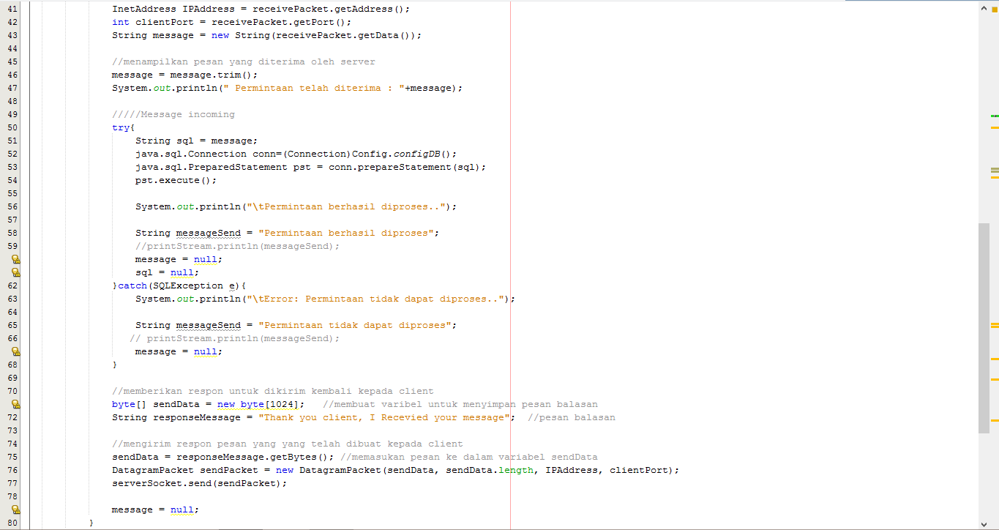 41 InetAddress IPAddress = receivePacket.getAddress();
42 int clientPort = receivePacket.getPort();
43 String message = new String(receivePacket.getData());
44
45 //menampilkan pesan yang diterima oleh server
46 message = message.trim();
47 System.out.println(" Permintaan telah diterima : "+message);
48
49 /////Message incoming
50 try{
51 String sql = message;
52 java.sql.Connection conn=(Connection)Config.configDB();
53 java.sql.PreparedStatement pst = conn.prepareStatement(sql);
54 pst.execute();
55
56 System.out.println("\tPermintaan berhasil diproses..");
57
58 String messageSend = "Permintaan berhasil diproses";
59 //printStream.println(messageSend);
message = null;
sql = null;
62 }catch(SQLException e){
63 System.out.println("\tError: Permintaan tidak dapat diproses..");
64
65 String messageSend = "Permintaan tidak dapat diproses";
66 // printStream.println(messageSend);
message = null;
68 }
69
70 //memberikan respon untuk dikirim kembali kepada client
byte[] sendData = new byte[1024]; //membuat varibel untuk menyimpan pesan balasan
72 String responseMessage = "Thank you client, I Recevied your message"; //pesan balasan
73
74 //mengirim respon pesan yang yang telah dibuat kepada client
75 sendData = responseMessage.getBytes(); //memasukan pesan ke dalam variabel sendData
76 DatagramPacket sendPacket = new DatagramPacket(sendData, sendData.length, IPAddress, clientPort);
77 serverSocket.send(sendPacket);
78
message = null;
80 }